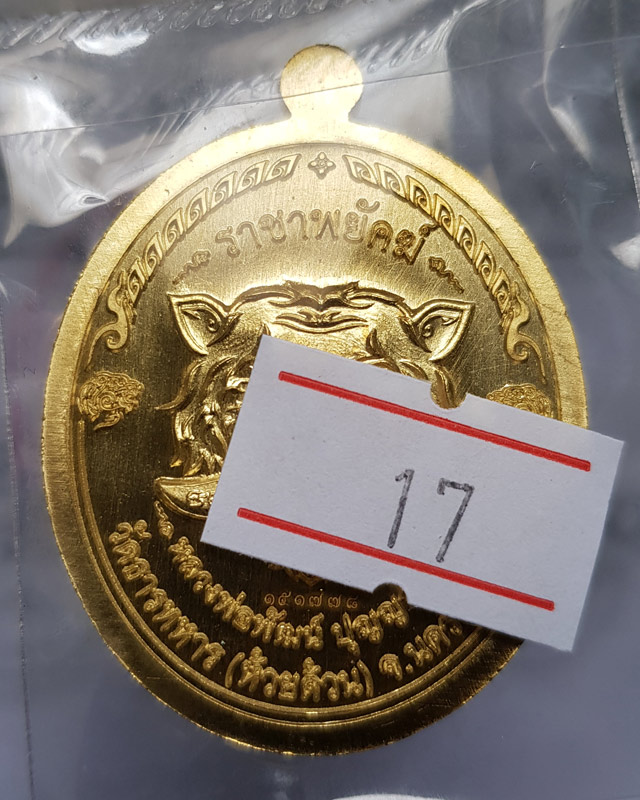 ราชาพยัคฆ์
17
๑๕๑๗๗๘
หลวงพ่อพัฒน์ ปุญญ
วัดธารทหาร (ห้วยด้วน) จ.นคร